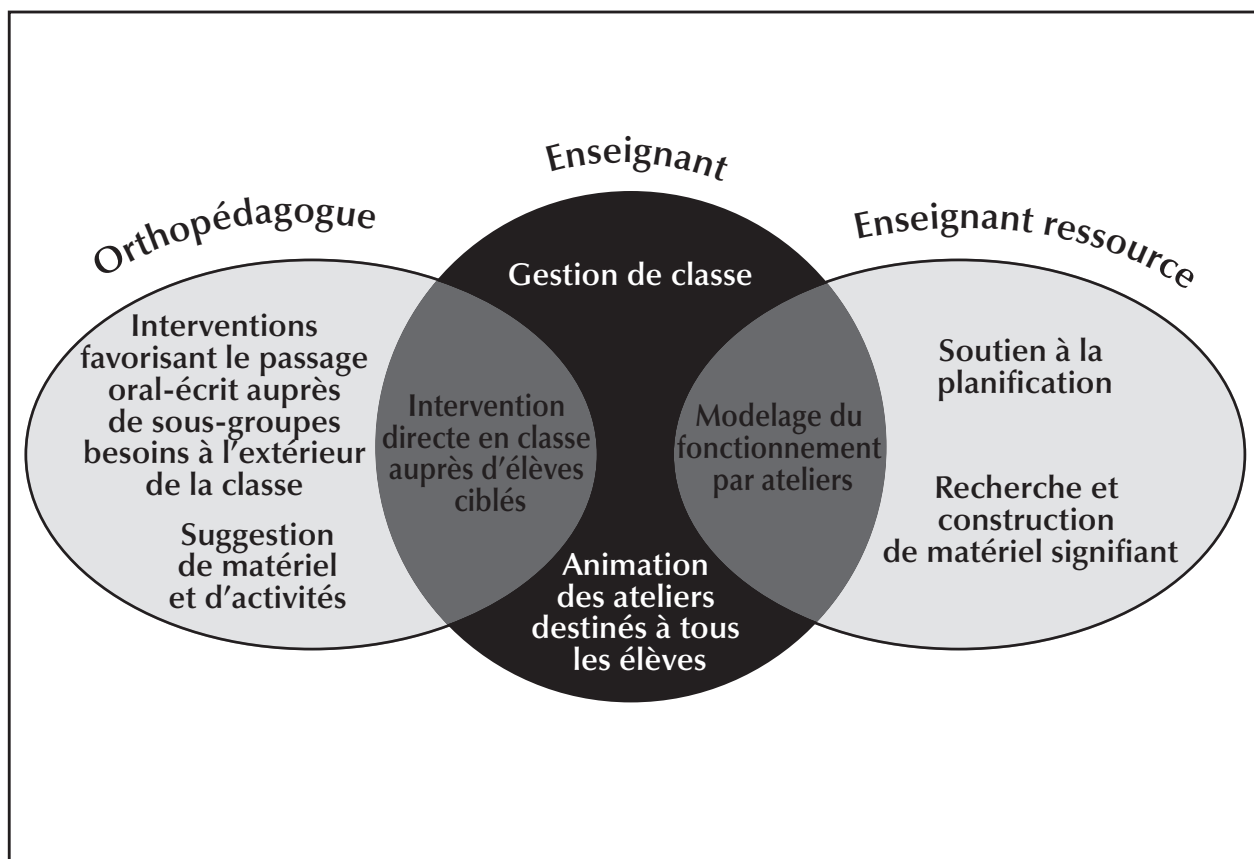 Orthopédagogue
Enseignant
Enseignant ressource
Interventions
favorisant le passage
oral-écrit auprès
de sous-groupes
besoins à l’extérieur
de la classe
Suggestion
de matériel
et d’activités
Intervention
directe en classe
auprès d’élèves
ciblés
Gestion de classe
Animation
des ateliers
destinés à tous
les élèves
Modelage du
fonctionnement
par ateliers
Soutien à la
planification
Recherche et
construction
de matériel signifiant